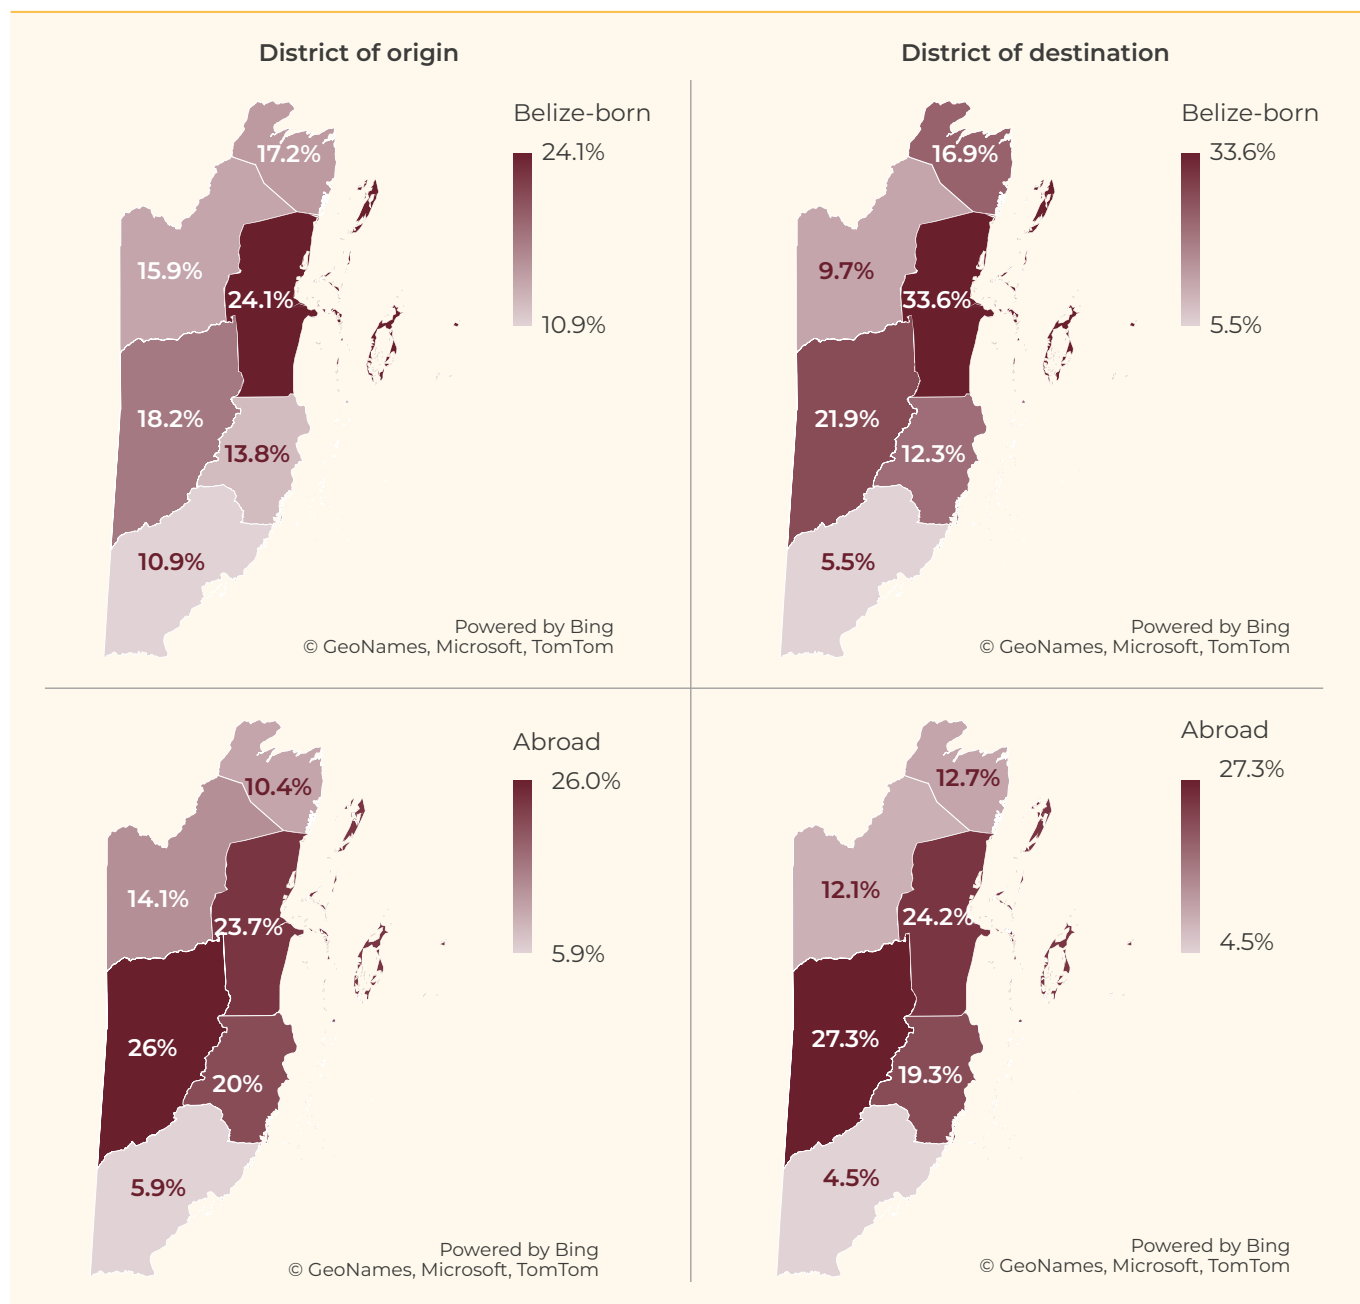 District of origin
Belize-born
24.1%
10.9%
17.2%
15.9%
24.1%
18.2%
13.8%
10.9%
Powered by Bing
© GeoNames, Microsoft, TomTom
District of destination
Belize-born
33.6%
5.5%
16.9%
9.7%
33.6%
21.9%
12.3%
5.5%
Powered by Bing
© GeoNames, Microsoft, TomTom
Abroad
26.0%
5.9%
10.4%
14.1%
23.7%
26%
20%
5.9%
Powered by Bing
© GeoNames, Microsoft, TomTom
Abroad
27.3%
4.5%
12.7%
12.1%
24.2%
27.3%
19.3%
4.5%
Powered by Bing
© GeoNames, Microsoft, TomTom